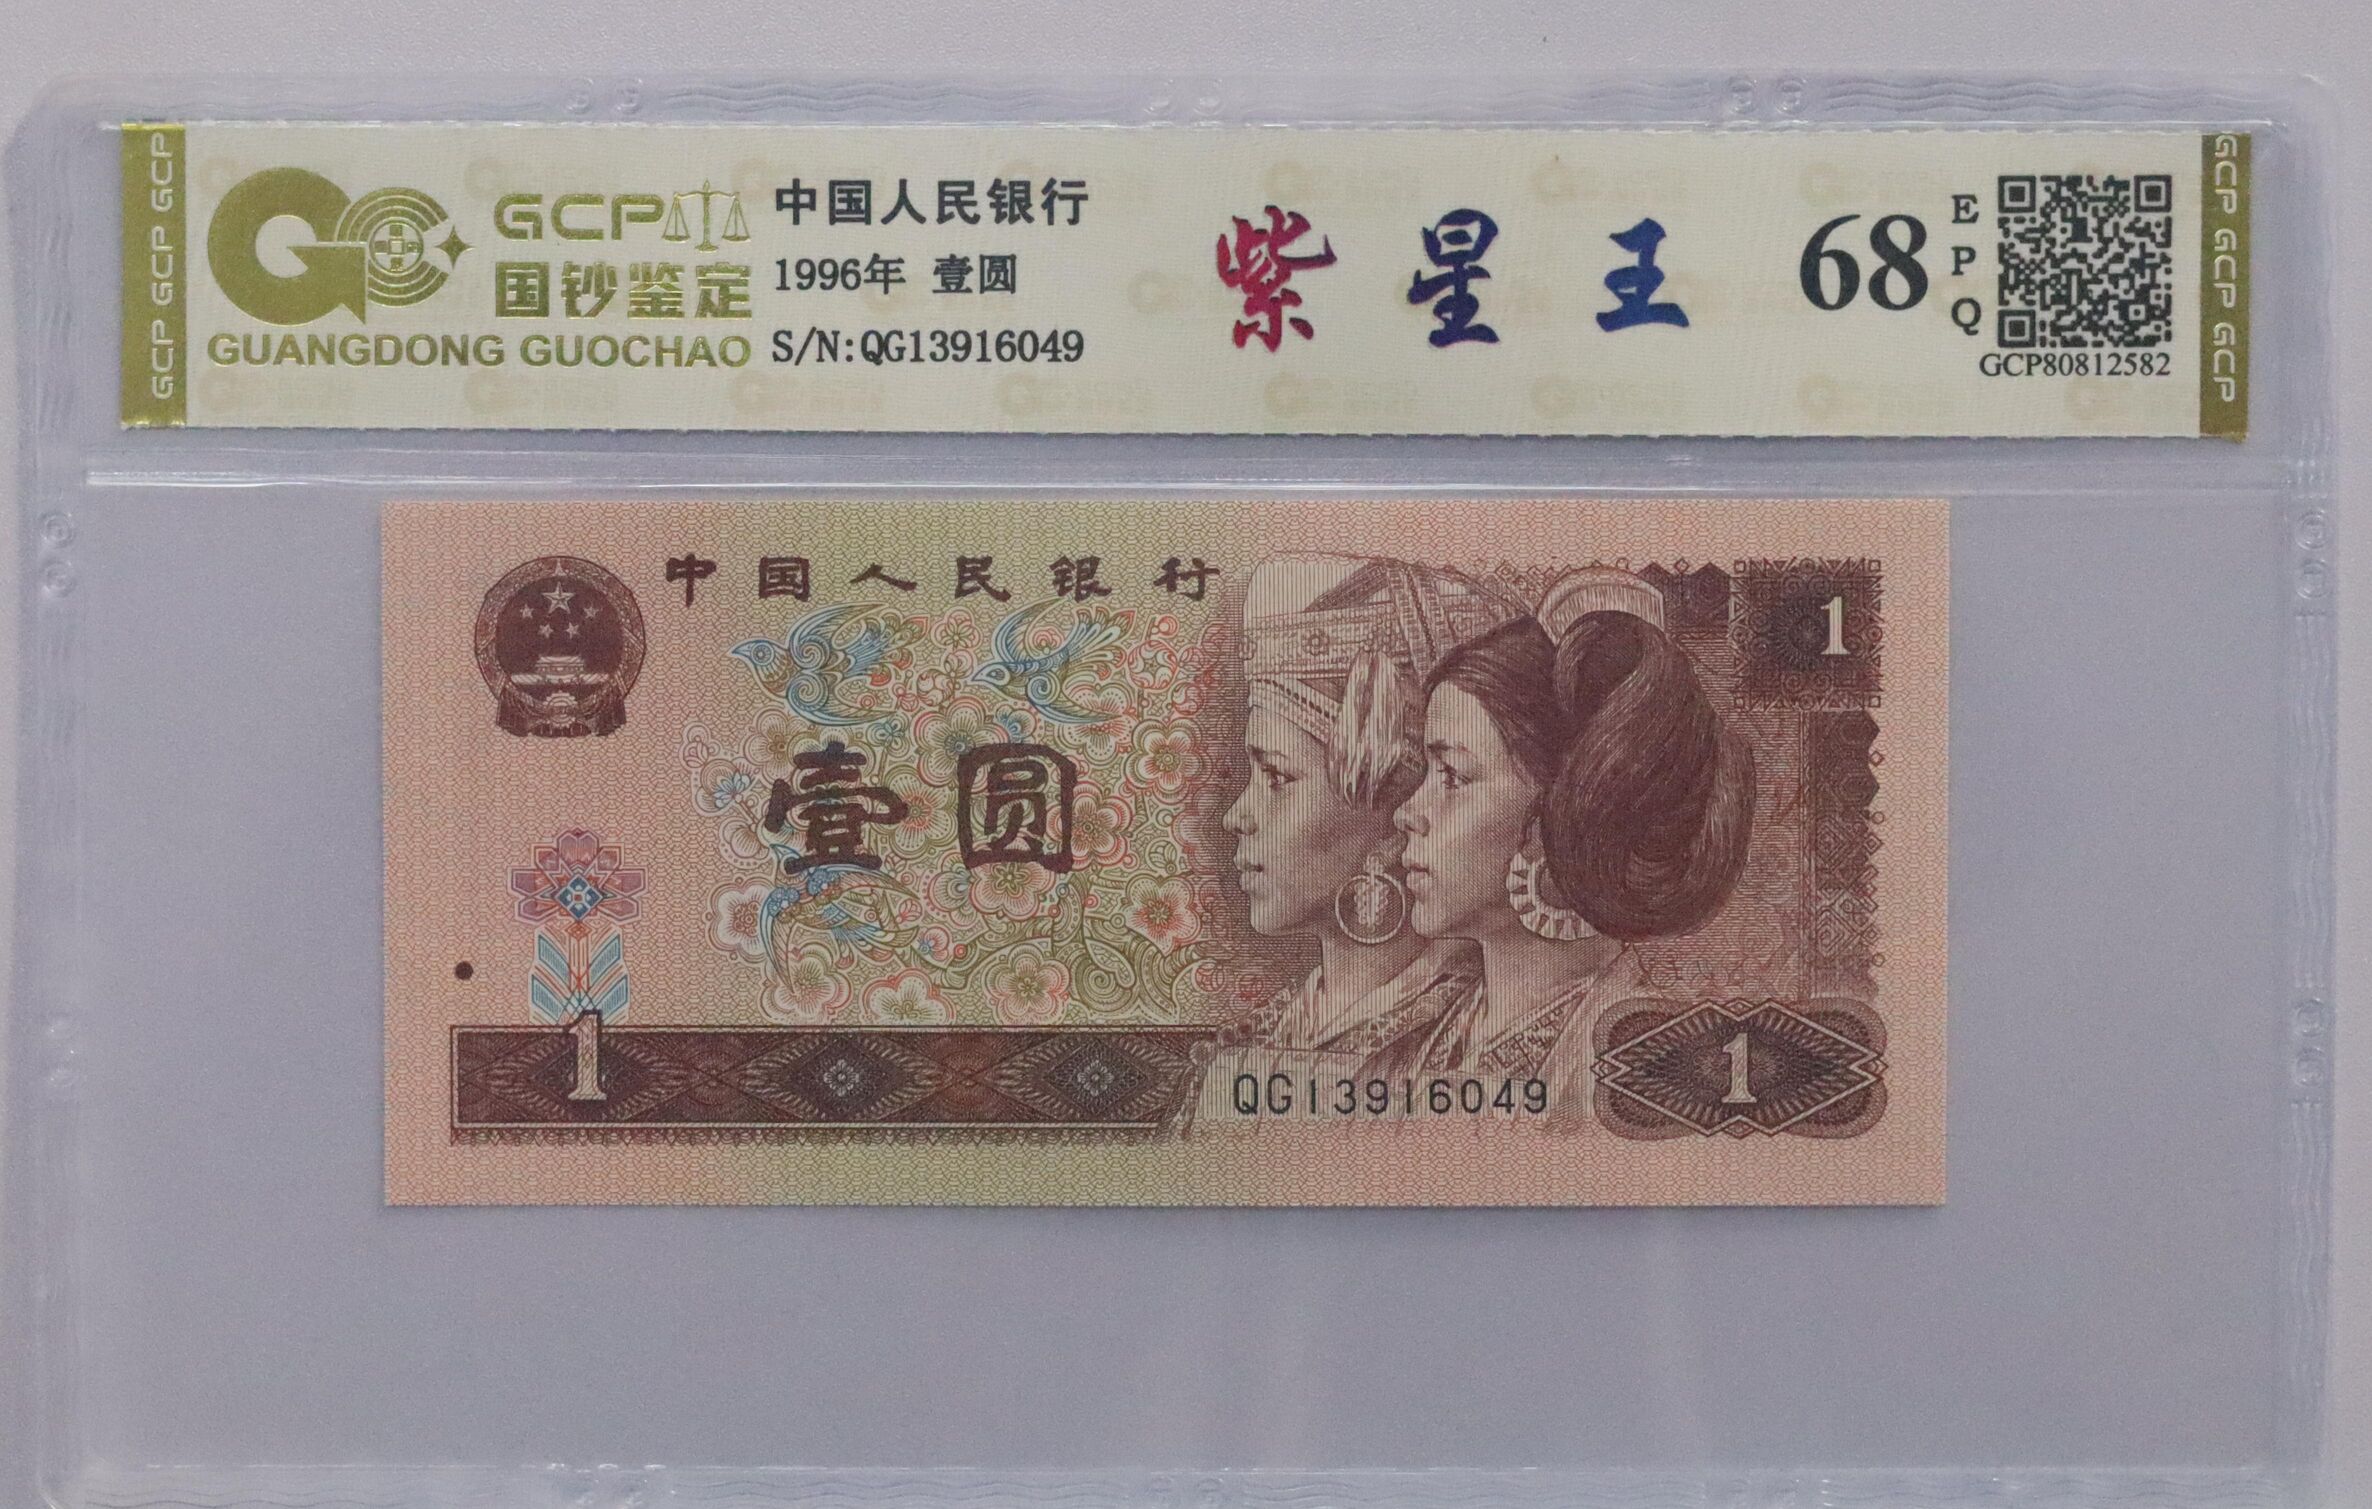 GCP GCP GCP
GCP
国钞鉴定
GUANGDONG GUOCHAO
中国人民银行
1996年 壹圆
S/N:QG13916049
紫星王
68
EPQ
GCP80812582
GCP GCP GCP
中国人民银行
1
壹圆
1
QG13916049
1